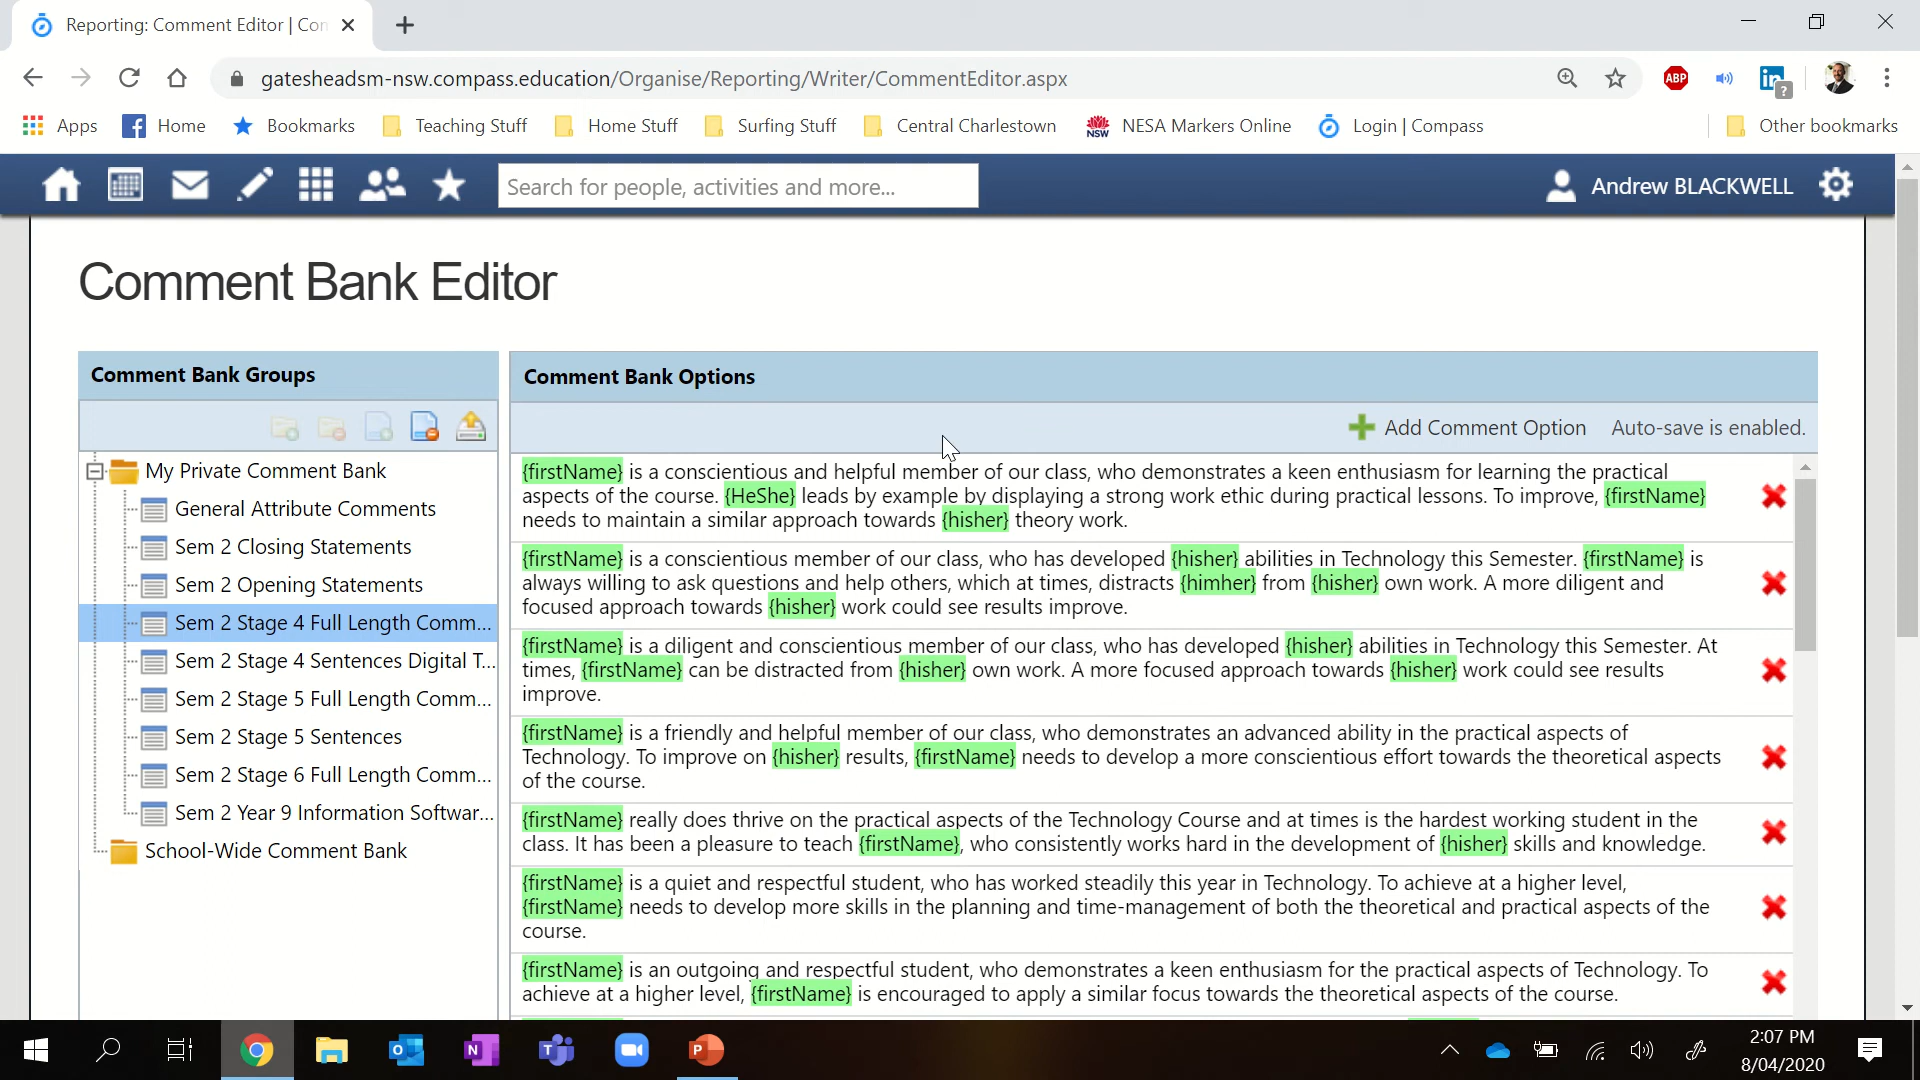 Reporting: Comment Editor | Con
gatesheadsm-nsw.compass.education/Organise/Reporting/Writer/CommentEditor.aspx
ABP
in
?
Apps
Home
Bookmarks
Teaching Stuff
Home Stuff
Surfing Stuff
Central Charlestown
NSW
NESA Markers Online
Login | Compass
Other bookmarks
Search for people, activities and more...
Andrew BLACKWELL
Comment Bank Editor
Comment Bank Groups
My Private Comment Bank
General Attribute Comments
Sem 2 Closing Statements
Sem 2 Opening Statements
Sem 2 Stage 4 Full Length Comm...
Sem 2 Stage 4 Sentences Digital T...
Sem 2 Stage 5 Full Length Comm...
Sem 2 Stage 5 Sentences
Sem 2 Stage 6 Full Length Comm...
Sem 2 Year 9 Information Softwar...
School-Wide Comment Bank
Comment Bank Options
Add Comment Option
Auto-save is enabled.
{firstName} is a conscientious and helpful member of our class, who demonstrates a keen enthusiasm for learning the practical
aspects of the course. {HeShe} leads by example by displaying a strong work ethic during practical lessons. To improve, {firstName}
needs to maintain a similar approach towards {hisher} theory work.
{firstName} is a conscientious member of our class, who has developed {hisher} abilities in Technology this Semester. {firstName} is
always willing to ask questions and help others, which at times, distracts {himher} from {hisher} own work. A more diligent and
focused approach towards {hisher} work could see results improve.
{firstName} is a diligent and conscientious member of our class, who has developed {hisher} abilities in Technology this Semester. At
times, {firstName} can be distracted from {hisher} own work. A more focused approach towards {hisher} work could see results
improve.
{firstName} is a friendly and helpful member of our class, who demonstrates an advanced ability in the practical aspects of
Technology. To improve on {hisher} results, {firstName} needs to develop a more conscientious effort towards the theoretical aspects
of the course.
{firstName} really does thrive on the practical aspects of the Technology Course and at times is the hardest working student in the
class. It has been a pleasure to teach {firstName}, who consistently works hard in the development of {hisher} skills and knowledge.
{firstName} is a quiet and respectful student, who has worked steadily this year in Technology. To achieve at a higher level,
{firstName} needs to develop more skills in the planning and time-management of both the theoretical and practical aspects of the
course.
{firstName} is an outgoing and respectful student, who demonstrates a keen enthusiasm for the practical aspects of Technology. To
achieve at a higher level, {firstName} is encouraged to apply a similar focus towards the theoretical aspects of the course.
2:07 PM
8/04/2020